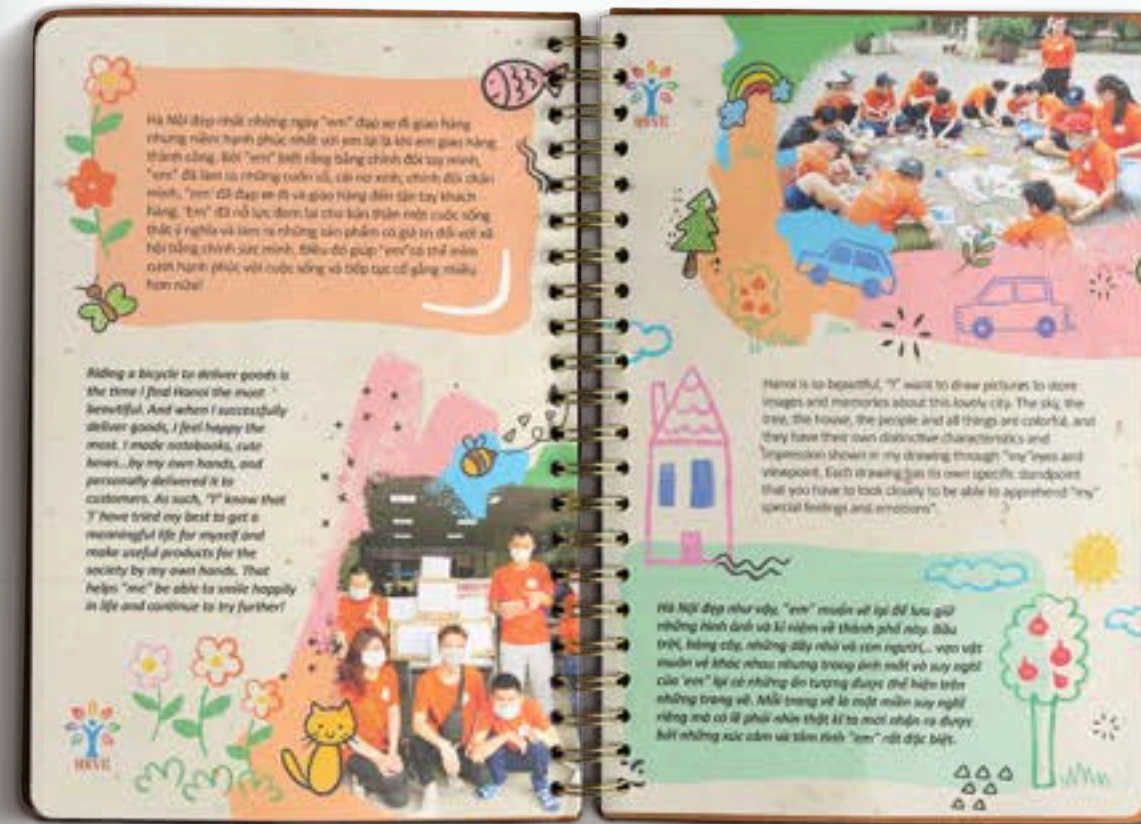 Hà Nội đẹp nhất những ngày "em" đạp xe đi giao hàng
nhưng niềm hạnh phúc nhất với em lại là khi em giao hàng
thành công. Bởi "em" biết rằng bằng chính đôi tay mình,
"em" đã làm ra những cuốn sổ, cái nơ xinh; chính đôi chân
mình, "em" đã đạp xe đi và giao hàng đến tận tay khách
hàng. "Em" đã nỗ lực đem lại cho bản thân một cuộc sống
thật ý nghĩa và làm ra những sản phẩm có giá trị đối với xã
hội bằng chính sức mình. Điều đó giúp "em" có thể mỉm
cười hạnh phúc với cuộc sống và tiếp tục cố gắng nhiều
hơn nữa!
Riding a bicycle to deliver goods is
the time I find Hanoi the most
beautiful. And when I successfully
deliver goods, I feel happy the
most. I made notebooks, cute
bows...by my own hands, and
personally delivered it to
customers. As such, "I" know that
"I" have tried my best to get a
meaningful life for myself and
make useful products for the
society by my own hands. That
helps "me" be able to smile happily
in life and continue to try further!
Hanoi is so beautiful, "I" want to draw pictures to store
images and memories about this lovely city. The sky, the
tree, the house, the people and all things are colorful, and
they have their own distinctive characteristics and
impression shown in my drawing through "my" eyes and
viewpoint. Each drawing has its own specific standpoint
that you have to look closely to be able to apprehend "my"
special feelings and emotions".
Hà Nội đẹp như vậy, "em" muốn vẽ lại để lưu giữ
những hình ảnh và kỉ niệm về thành phố này. Bầu
trời, hàng cây, những dãy nhà và con người... vạn vật
muôn vẻ khác nhau nhưng trong ánh mắt và suy nghĩ
của "em" lại có những ấn tượng được thể hiện trên
những trang vẽ. Mỗi trang vẽ là một miền suy nghĩ
riêng mà có lẽ phải nhìn thật kĩ ta mới nhận ra được
bởi những xúc cảm và tâm tình "em" rất đặc biệt.